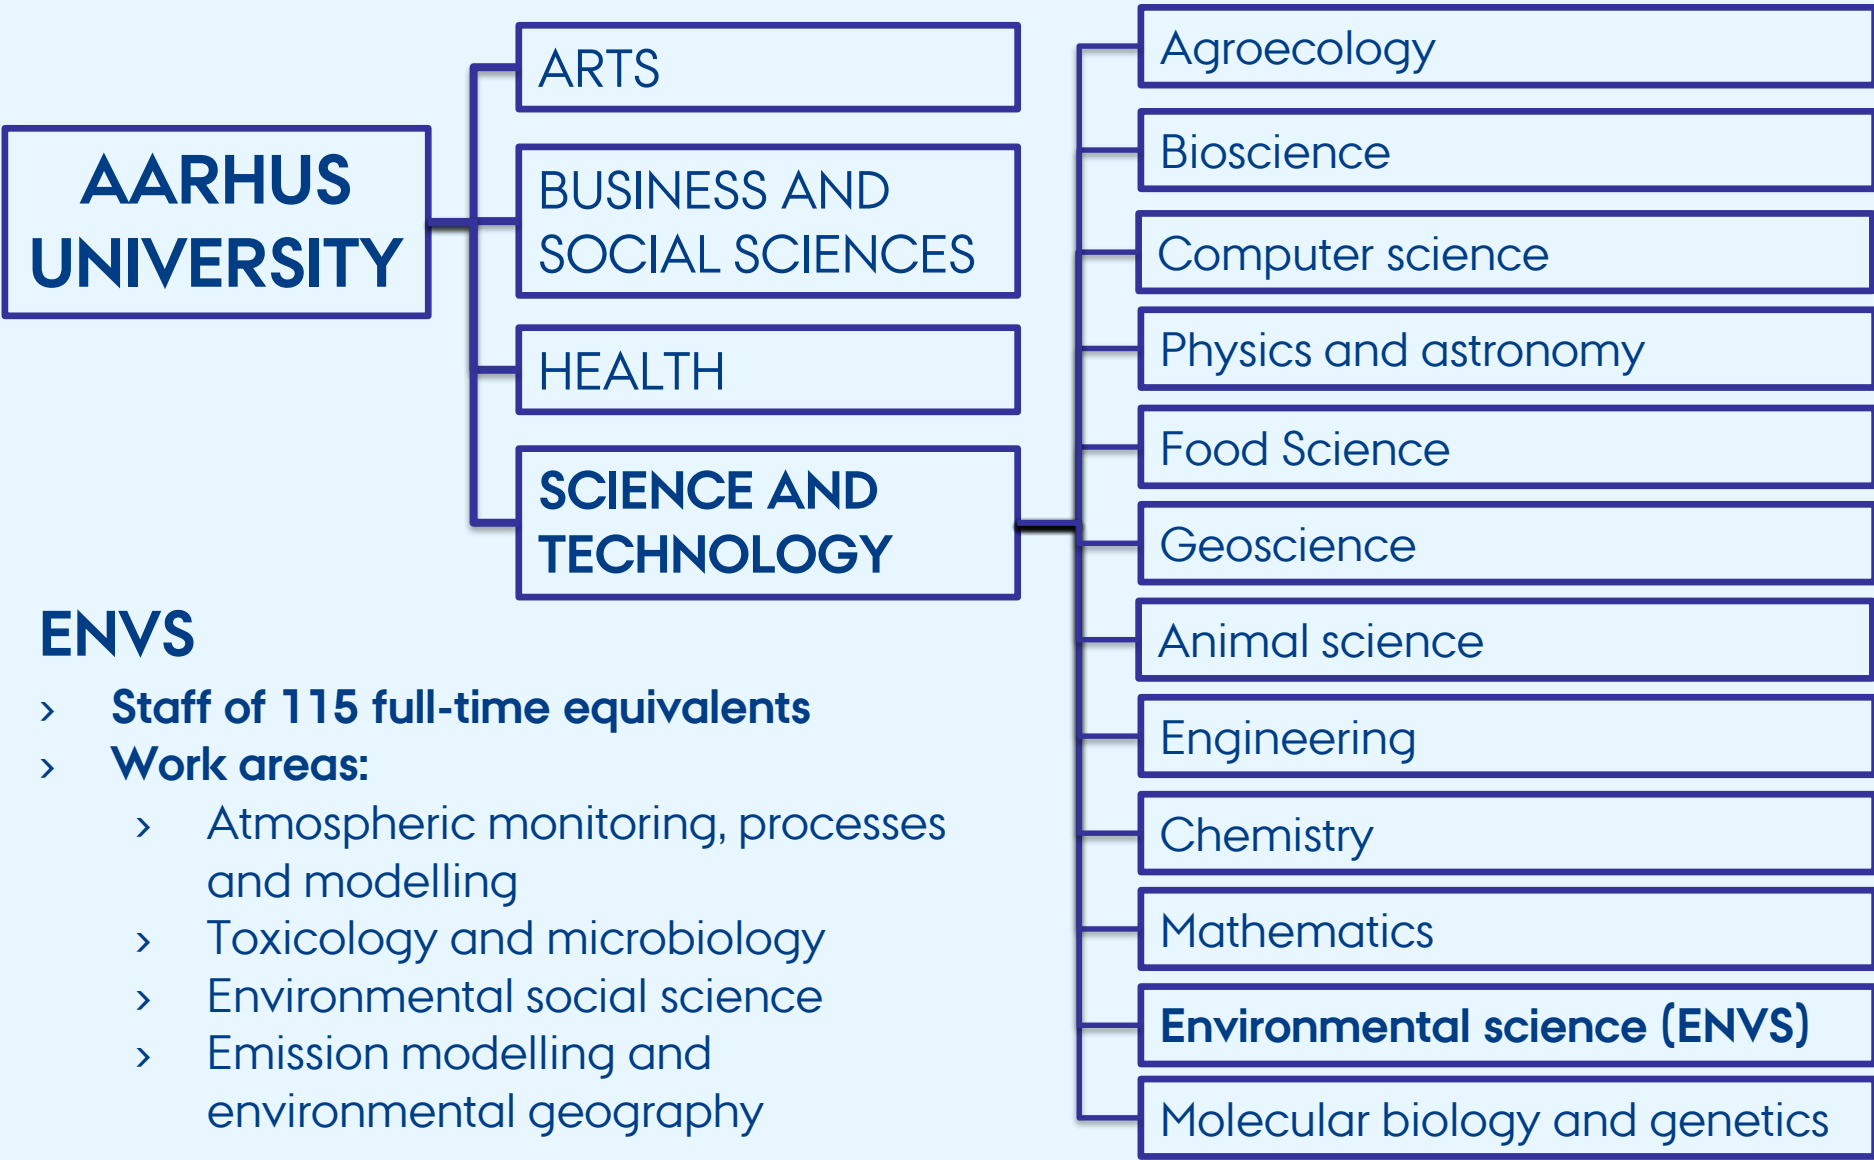 AARHUS
UNIVERSITY
ARTS
BUSINESS AND
SOCIAL SCIENCES
HEALTH
SCIENCE AND
TECHNOLOGY
Agroecology
Bioscience
Computer science
Physics and astronomy
Food Science
Geoscience
Animal science
Engineering
Chemistry
Mathematics
Environmental science (ENVS)
Molecular biology and genetics
ENVS
› Staff of 115 full-time equivalents
› Work areas:
› Atmospheric monitoring, processes
and modelling
› Toxicology and microbiology
› Environmental social science
› Emission modelling and
environmental geography